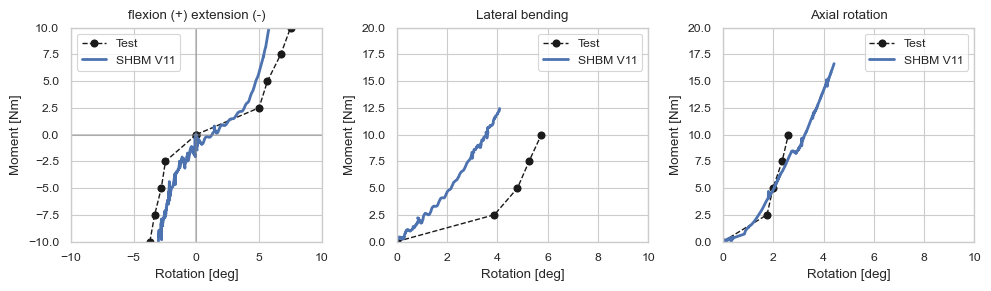 flexion (+) extension (-)
Test
SHBM V11
10.0
7.5
5.0
2.5
0.0
−2.5
−5.0
−7.5
−10.0
Moment [Nm]
−10
−5
0
5
10
Rotation [deg]
Lateral bending
Test
SHBM V11
20.0
17.5
15.0
12.5
10.0
7.5
5.0
2.5
0.0
Moment [Nm]
0
2
4
6
8
10
Rotation [deg]
Axial rotation
Test
SHBM V11
20.0
17.5
15.0
12.5
10.0
7.5
5.0
2.5
0.0
Moment [Nm]
0
2
4
6
8
10
Rotation [deg]